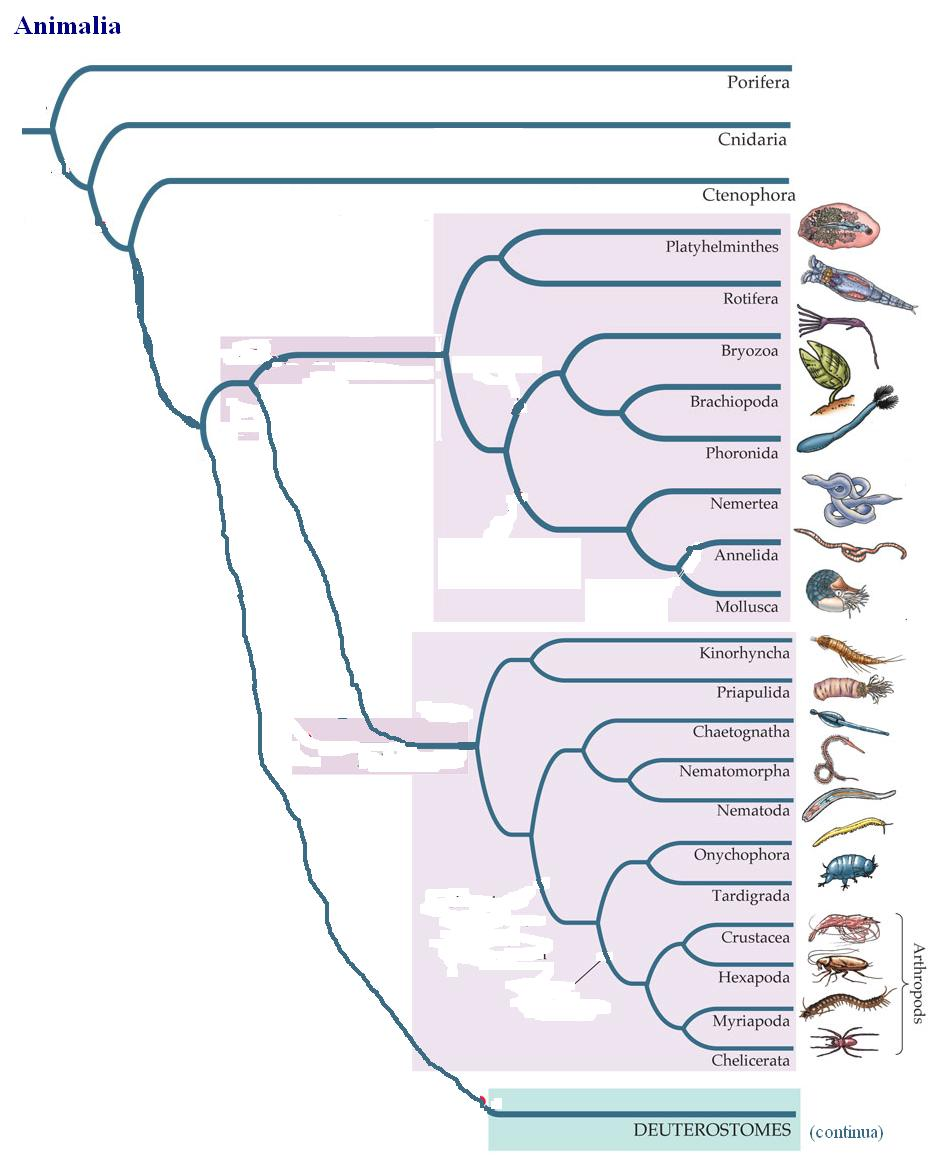 Animalia
Porifera
Cnidaria
Ctenophora
Platyhelminthes
Rotifera
Bryozoa
Brachiopoda
Phoronida
Nemertea
Annelida
Mollusca
Kinorhyncha
Priapulida
Chaetognatha
Nematomorpha
Nematoda
Onychophora
Tardigrada
Crustacea
Hexapoda
Myriapoda
Chelicerata
Arthropods
DEUTEROSTOMES (continua)